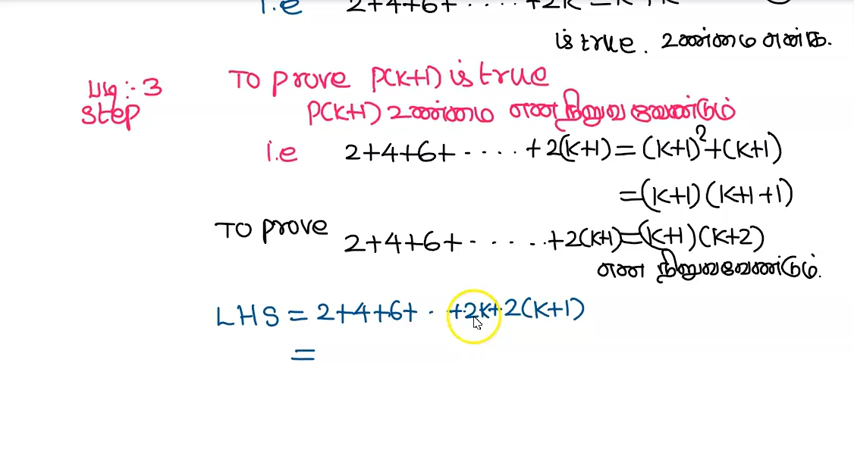 i.e 2+4+6+ ..... +2k = k²+k
is true. உண்மை என்க.
படி:-3 To prove P(k+1) is true
Step P(k+1) உண்மை என நிறுவ வேண்டும்
i.e 2+4+6+ ..... +2(k+1) = (k+1)²+(k+1)
=(k+1)(k+1+1)
To prove 2+4+6+ ...... +2(k+1)=(k+1)(k+2)
என நிறுவவேண்டும்.
LHS = 2+4+6+ .. +2k+2(k+1)
=